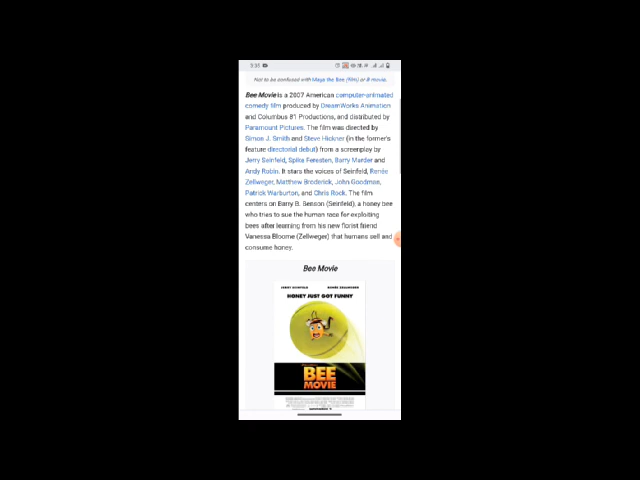 Not to be confused with Maya the Bee (film) or B movie.
Bee Movie is a 2007 American computer-animated
comedy film produced by DreamWorks Animation
and Columbus 81 Productions, and distributed by
Paramount Pictures. The film was directed by
Simon J. Smith and Steve Hickner (in the former's
feature directorial debut) from a screenplay by
Jerry Seinfeld, Spike Feresten, Barry Marder and
Andy Robin. It stars the voices of Seinfeld, Renée
Zellweger, Matthew Broderick, John Goodman,
Patrick Warburton, and Chris Rock. The film
centers on Barry B. Benson (Seinfeld), a honey bee
who tries to sue the human race for exploiting
bees after learning from his new florist friend
Vanessa Bloome (Zellweger) that humans sell and
consume honey.
Bee Movie
JERRY SEINFELD RENÉE ZELLWEGER
HONEY JUST GOT FUNNY
BEE
MOVIE